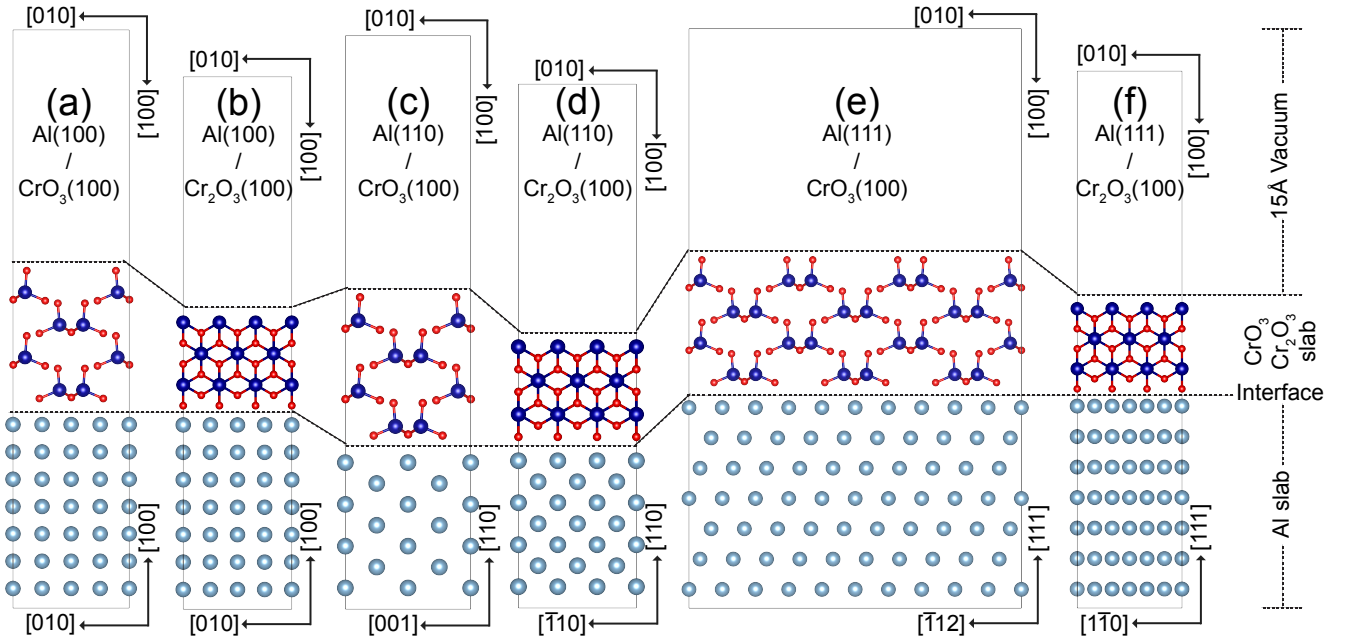 [010]
[100]
(a)
Al(100)
/
CrO₃(100)
[100]
[010]
[010]
[100]
(b)
Al(100)
/
Cr₂O₃(100)
[100]
[010]
[010]
[100]
(c)
Al(110)
/
CrO₃(100)
[110]
[001]
[010]
[100]
(d)
Al(110)
/
Cr₂O₃(100)
[110]
[1̅10]
[010]
[100]
(e)
Al(111)
/
CrO₃(100)
[111]
[1̅1̅2]
[010]
[100]
(f)
Al(111)
/
Cr₂O₃(100)
[111]
[11̅0]
15Å Vacuum
CrO₃
Cr₂O₃
slab
Interface
Al slab